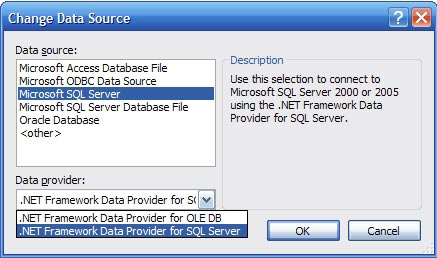 Change Data Source
Data source:
Microsoft Access Database File
Microsoft ODBC Data Source
Microsoft SQL Server
Microsoft SQL Server Database File
Oracle Database
<other>
Description
Use this selection to connect to
Microsoft SQL Server 2000 or 2005
using the .NET Framework Data
Provider for SQL Server.
Data provider:
.NET Framework Data Provider for SQ
.NET Framework Data Provider for OLE DB
.NET Framework Data Provider for SQL Server
OK
Cancel